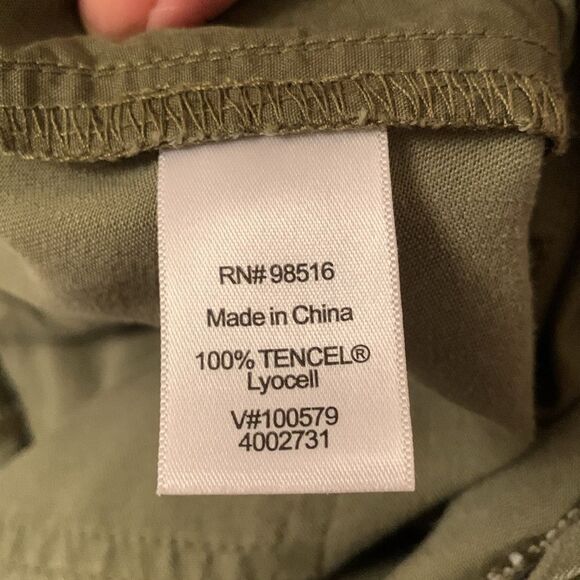 RN# 98516
Made in China
100% TENCEL®
Lyocell
V#100579
4002731